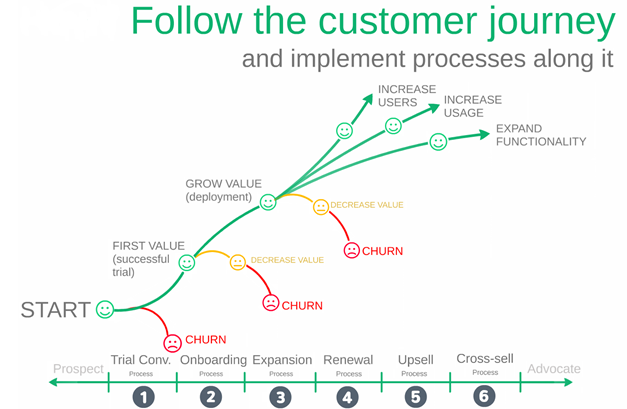 Follow the customer journey
and implement processes along it
INCREASE
USERS
INCREASE
USAGE
EXPAND
FUNCTIONALITY
GROW VALUE
(deployment)
DECREASE VALUE
CHURN
FIRST VALUE
(successful
trial)
DECREASE VALUE
CHURN
START
CHURN
Prospect
Trial Conv.
Process
Onboarding
Process
Expansion
Process
Renewal
Process
Upsell
Process
Cross-sell
Process
Advocate
1 2 3 4 5 6